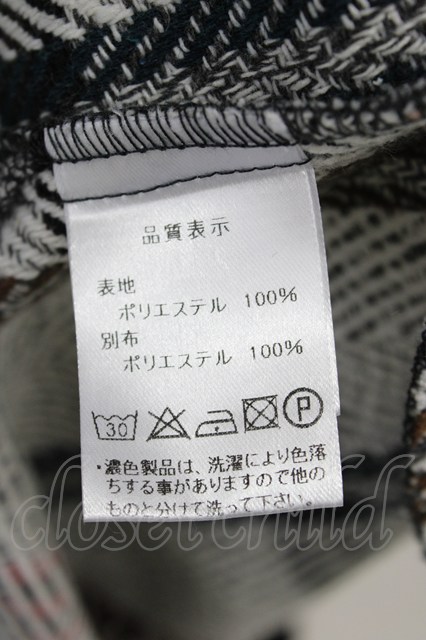 品質表示
表地
ポリエステル 100%
別布
ポリエステル 100%
30 P
・濃色製品は、洗濯により色落
ちする事がありますので他の
ものと分けて洗って下さい。
closet child